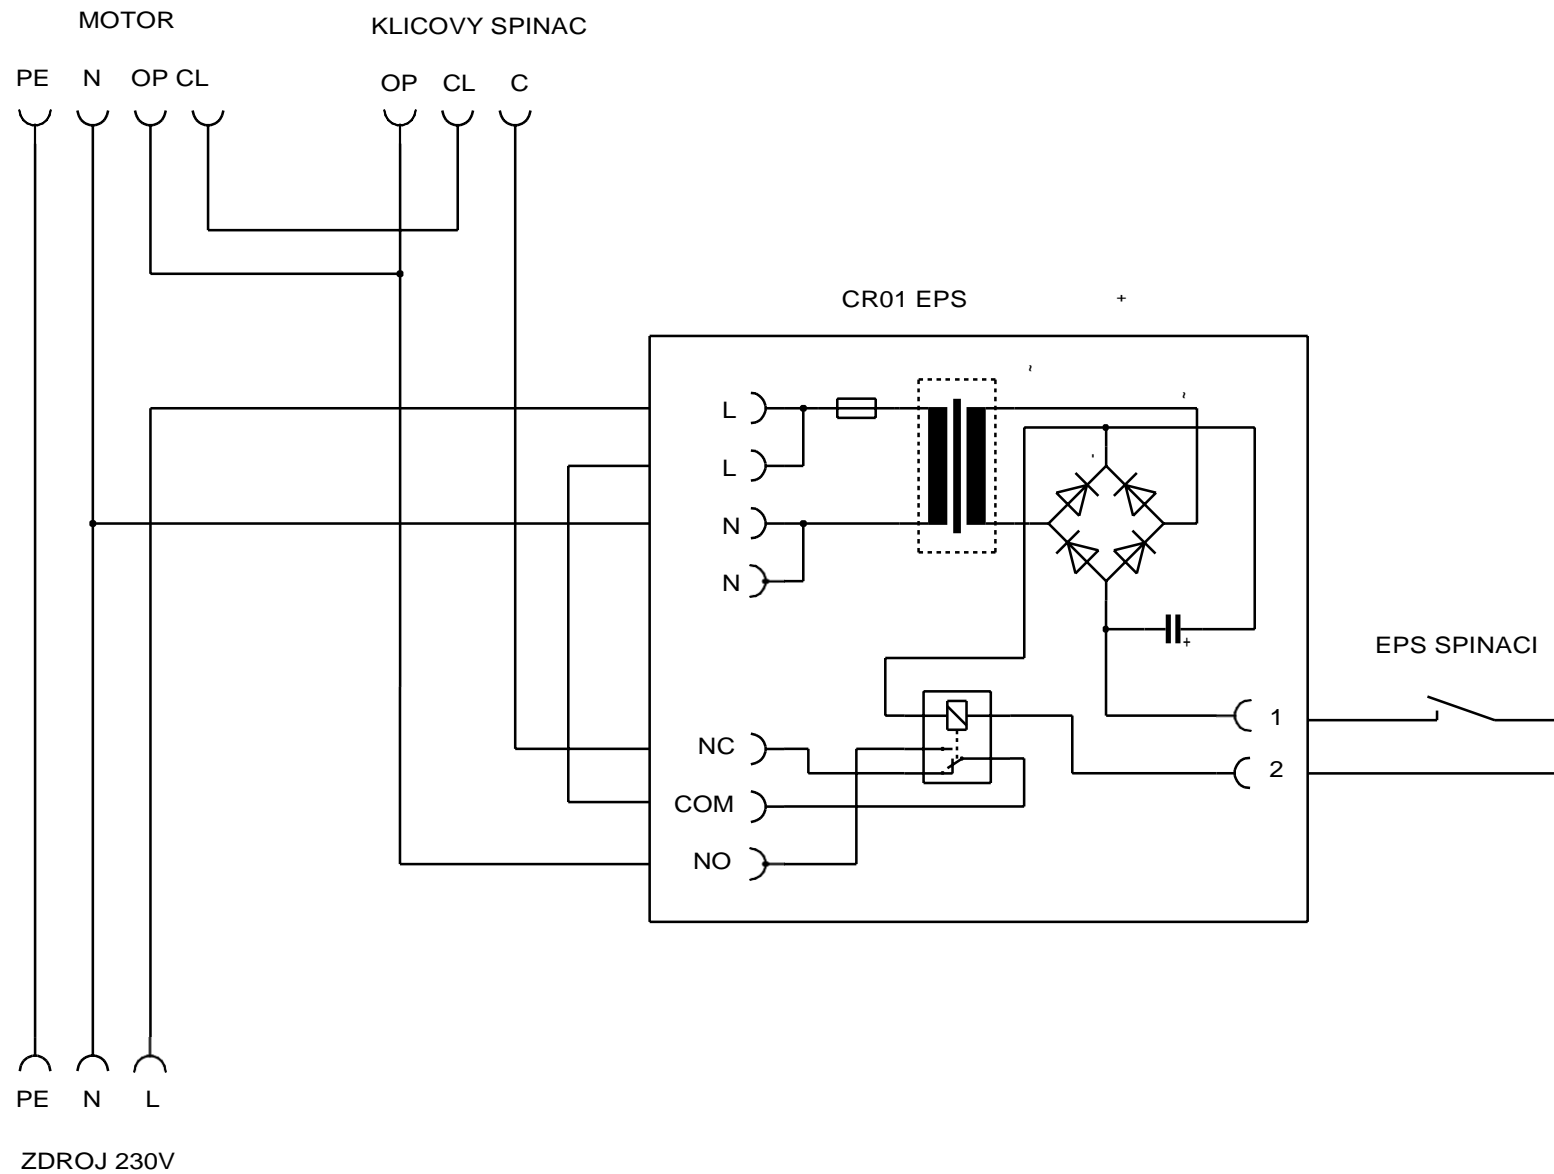 MOTOR
KLICOVY SPINAC
PE N OP CL
OP CL C
CR01 EPS +
~
~
L
L
N
N
+
EPS SPINACI
1
NC
2
COM
NO
PE N L
ZDROJ 230V